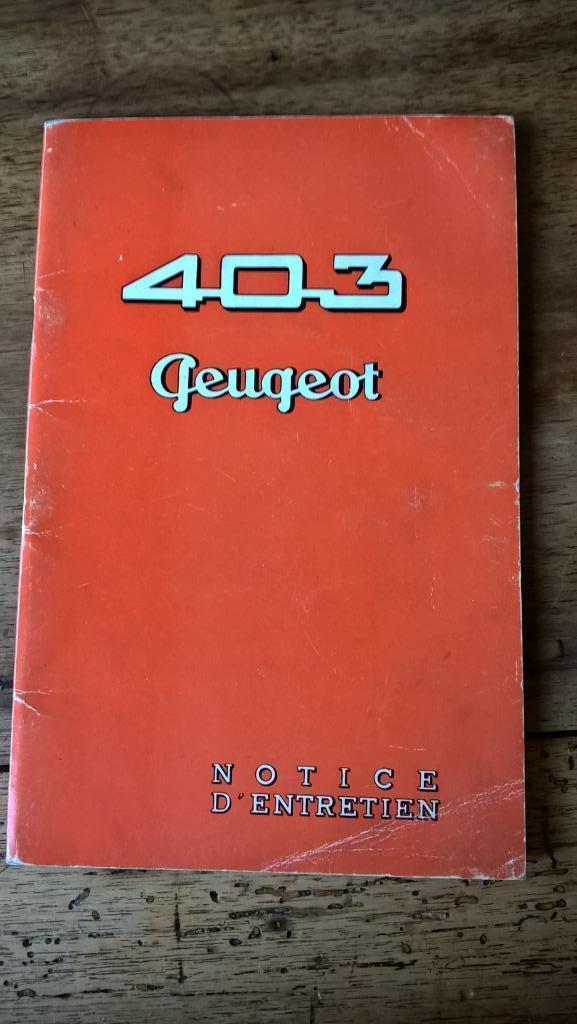 403
Peugeot
NOTICE
D'ENTRETIEN